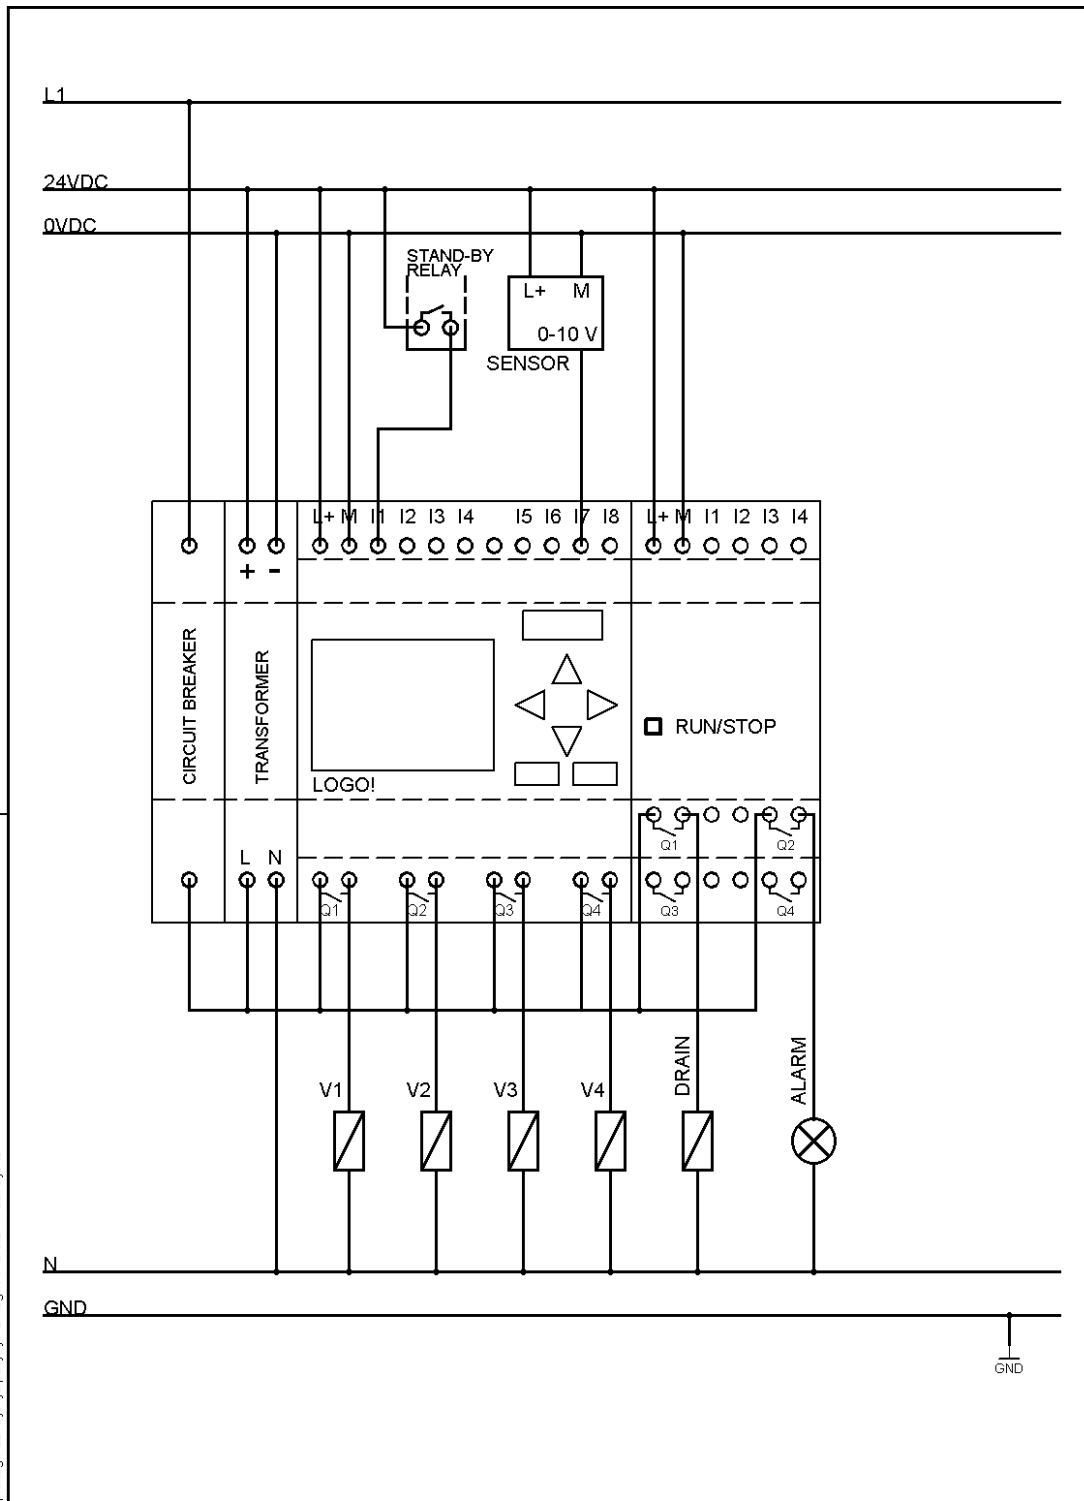 L1
24VDC
0VDC
STAND-BY
RELAY
L+ M
0-10 V
SENSOR
L+ M I1 I2 I3 I4 I5 I6 I7 I8 L+ M I1 I2 I3 I4
+ -
CIRCUIT BREAKER
TRANSFORMER
RUN/STOP
LOGO!
Q1 Q2
L N
Q1 Q2 Q3 Q4 Q3 Q4
DRAIN
ALARM
V1 V2 V3 V4
N
GND
GND